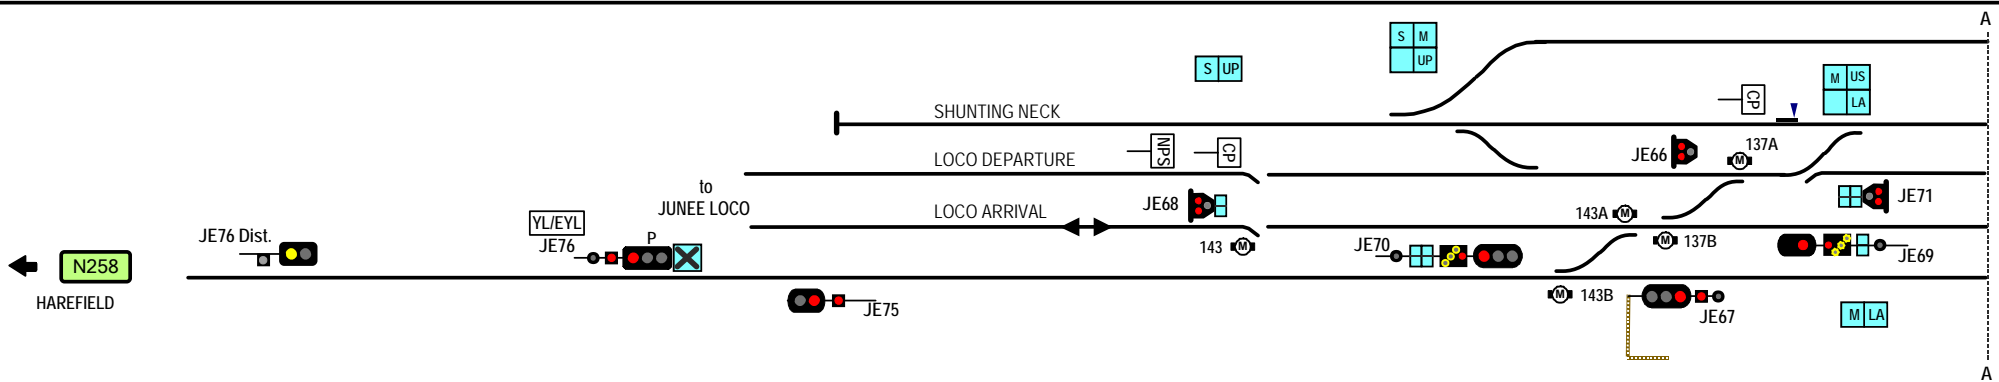 A
S M
UP
S UP
M US
LA
CP
SHUNTING NECK
137A
M
NPS
CP
LOCO DEPARTURE
JE66
to
JUNEE LOCO
JE68
LOCO ARRIVAL
JE71
143A M
YL/EYL
JE76 Dist.
P
JE76
143 M
JE70
M 137B
JE69
N258
HAREFIELD
JE75
M 143B
JE67
M LA
A